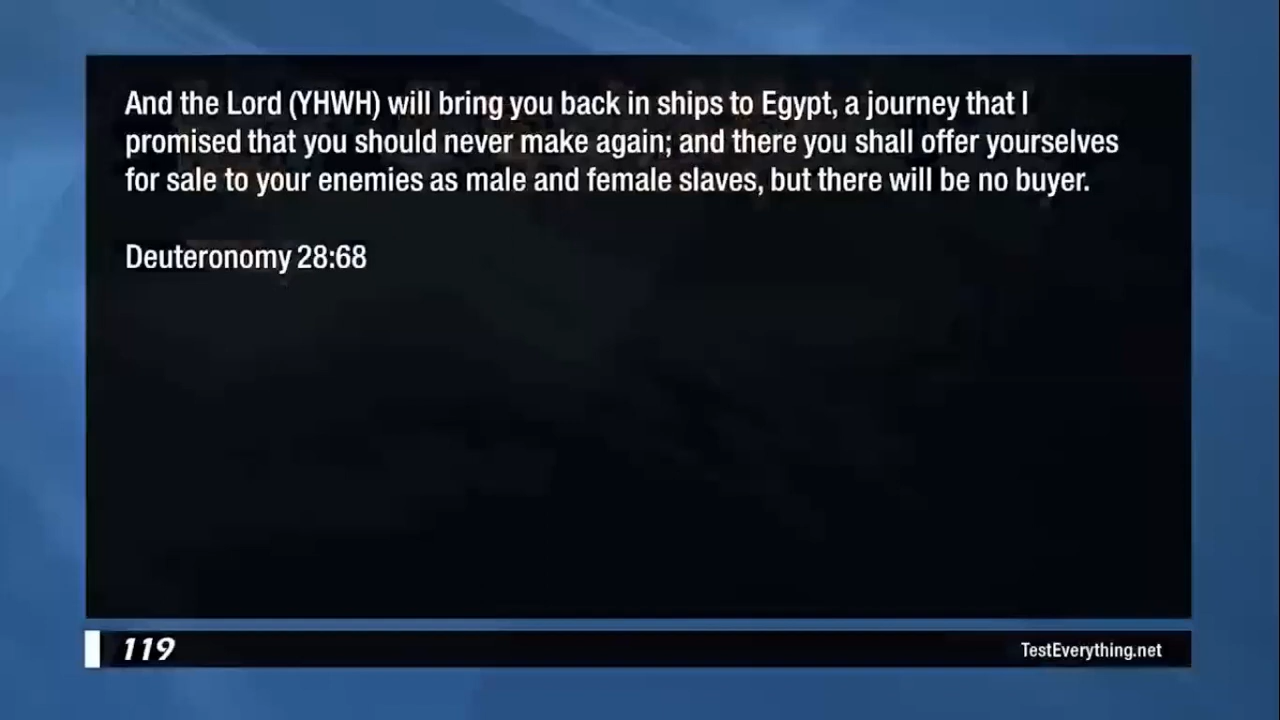 And the Lord (YHWH) will bring you back in ships to Egypt, a journey that I
promised that you should never make again; and there you shall offer yourselves
for sale to your enemies as male and female slaves, but there will be no buyer.
Deuteronomy 28:68
119
TestEverything.net